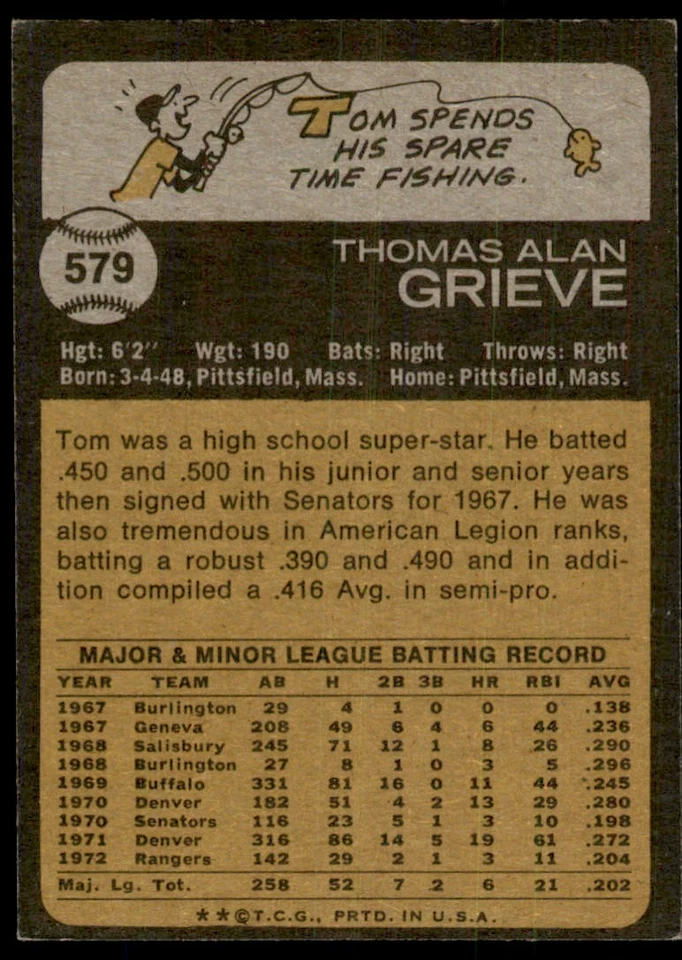 TOM SPENDS
HIS SPARE
TIME FISHING.
579
THOMAS ALAN
GRIEVE
Hgt: 6'2" Wgt: 190 Bats: Right Throws: Right
Born: 3-4-48, Pittsfield, Mass. Home: Pittsfield, Mass.
Tom was a high school super-star. He batted
.450 and .500 in his junior and senior years
then signed with Senators for 1967. He was
also tremendous in American Legion ranks,
batting a robust .390 and .490 and in addi-
tion compiled a .416 Avg. in semi-pro.
MAJOR & MINOR LEAGUE BATTING RECORD
YEAR TEAM AB H 2B 3B HR RBI AVG
1967 Burlington 29 4 1 0 0 0 .138
1967 Geneva 208 49 6 4 6 44 .236
1968 Salisbury 245 71 12 1 8 26 .290
1968 Burlington 27 8 1 0 3 5 .296
1969 Buffalo 331 81 16 0 11 44 .245
1970 Denver 182 51 4 2 13 29 .280
1970 Senators 116 23 5 1 3 10 .198
1971 Denver 316 86 14 5 19 61 .272
1972 Rangers 142 29 2 1 3 11 .204
Maj. Lg. Tot. 258 52 7 2 6 21 .202
**©T.C.G., PRTD. IN U.S.A.